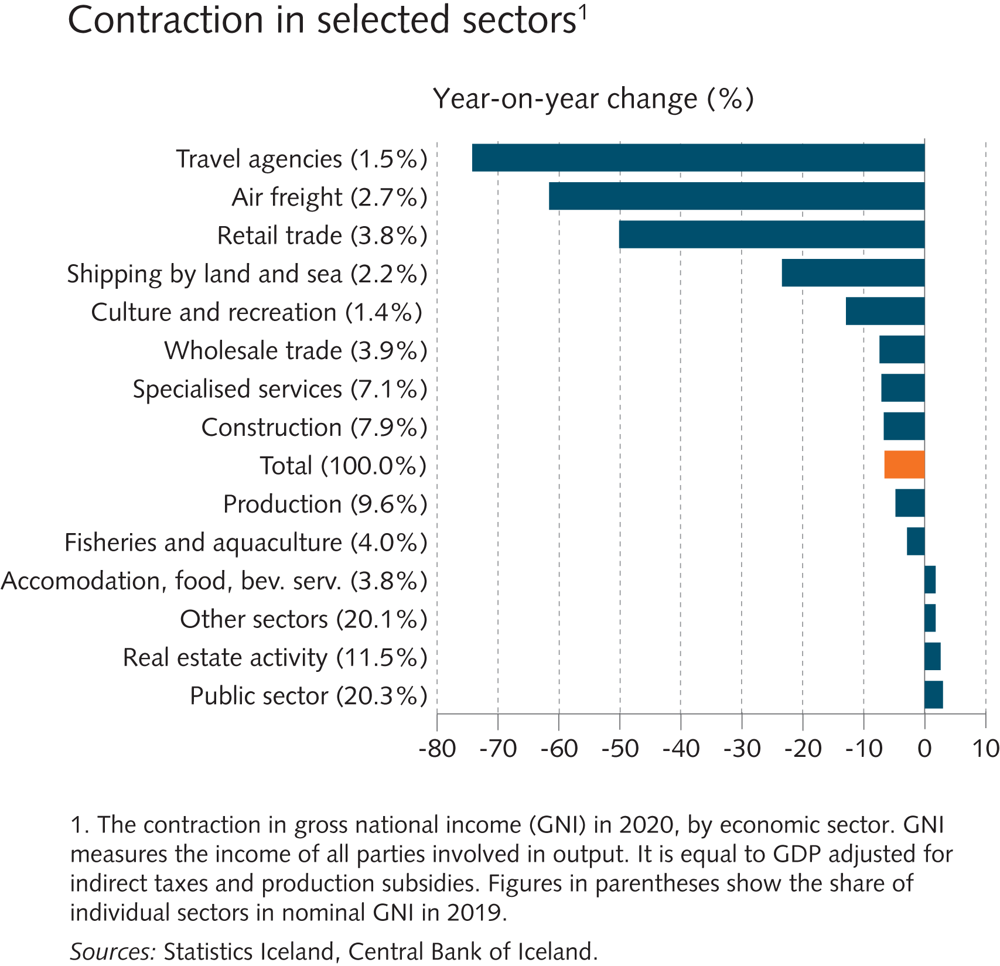 Contraction in selected sectors¹
Year-on-year change (%)
Travel agencies (1.5%)
Air freight (2.7%)
Retail trade (3.8%)
Shipping by land and sea (2.2%)
Culture and recreation (1.4%)
Wholesale trade (3.9%)
Specialised services (7.1%)
Construction (7.9%)
Total (100.0%)
Production (9.6%)
Fisheries and aquaculture (4.0%)
Accomodation, food, bev. serv. (3.8%)
Other sectors (20.1%)
Real estate activity (11.5%)
Public sector (20.3%)
-80 -70 -60 -50 -40 -30 -20 -10 0 10
1. The contraction in gross national income (GNI) in 2020, by economic sector. GNI
measures the income of all parties involved in output. It is equal to GDP adjusted for
indirect taxes and production subsidies. Figures in parentheses show the share of
individual sectors in nominal GNI in 2019.
Sources: Statistics Iceland, Central Bank of Iceland.